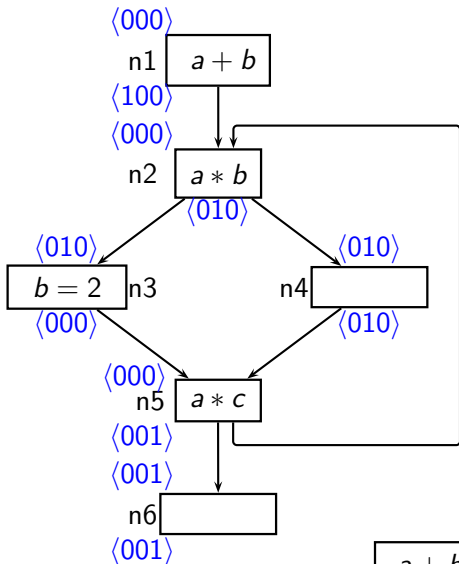 ⟨000⟩
n1 a + b
⟨100⟩
⟨000⟩
n2 a * b
⟨010⟩
⟨010⟩ ⟨010⟩
b = 2 n3 n4
⟨000⟩ ⟨010⟩
⟨000⟩
n5 a * c
⟨001⟩
⟨001⟩
n6
⟨001⟩